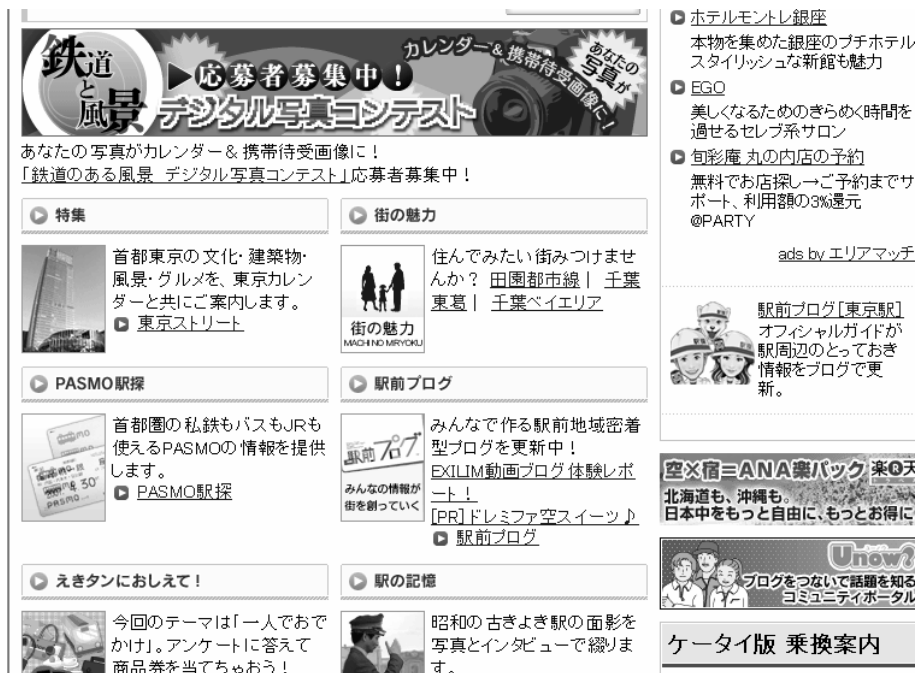 鉄道と風景
▶応募者募集中！
デジタル写真コンテスト
カレンダー＆携帯待受画像に！
あなたの写真が
あなたの写真がカレンダー＆携帯待受画像に！
「鉄道のある風景 デジタル写真コンテスト」応募者募集中！
特集
首都東京の文化・建築物・
風景・グルメを、東京カレン
ダーと共にご案内します。
東京ストリート
街の魅力
街の魅力
MACHI NO MIRYOKU
住んでみたい街みつけませ
んか？ 田園都市線 | 千葉
東葛 | 千葉ベイエリア
PASMO駅探
首都圏の私鉄もバスもJRも
使えるPASMOの情報を提供
します。
PASMO駅探
駅前ブログ
駅前ブログ
みんなの情報が
街を創っていく
みんなで作る駅前地域密着
型ブログを更新中！
EXILIM動画ブログ体験レポ
ート！
[PR]ドレミファ空スイーツ♪
駅前ブログ
えきタンにおしえて！
今回のテーマは「一人でおで
かけ」。アンケートに答えて
商品券を当てちゃおう！
駅の記憶
昭和の古きよき駅の面影を
写真とインタビューで綴りま
す。
ホテルモントレ銀座
本物を集めた銀座のプチホテル
スタイリッシュな新館も魅力
EGO
美しくなるためのきらめく時間を
過せるセレブ系サロン
旬彩庵 丸の内店の予約
無料でお店探し→ご予約までサ
ポート、利用額の3%還元
@PARTY
ads by エリアマッチ
駅前ブログ[東京駅]
オフィシャルガイドが
駅周辺のとっておき
情報をブログで更
新。
空×宿=ANA楽パック 楽天
北海道も、沖縄も。
日本中をもっと自由に、もっとお得に
Unow?
ブログをつないで話題を知る
コミュニティポータル
ケータイ版 乗換案内